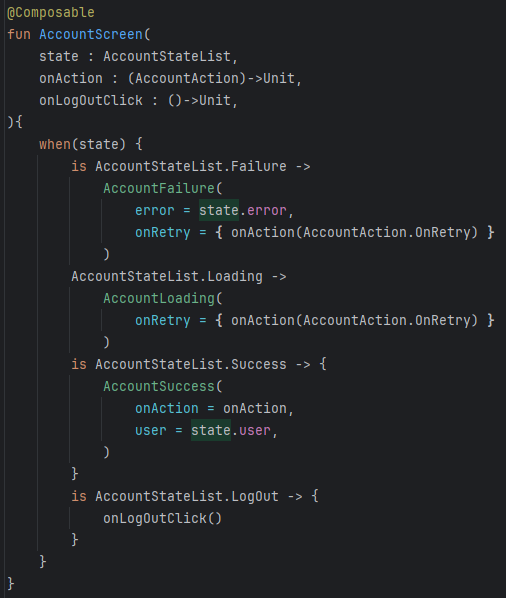 @Composable
fun AccountScreen(
    state : AccountStateList,
    onAction : (AccountAction)->Unit,
    onLogOutClick : ()->Unit,
){
    when(state) {
        is AccountStateList.Failure ->
            AccountFailure(
                error = state.error,
                onRetry = { onAction(AccountAction.OnRetry) }
            )
        AccountStateList.Loading ->
            AccountLoading(
                onRetry = { onAction(AccountAction.OnRetry) }
            )
        is AccountStateList.Success -> {
            AccountSuccess(
                onAction = onAction,
                user = state.user,
            )
        }
        is AccountStateList.LogOut -> {
            onLogOutClick()
        }
    }
}